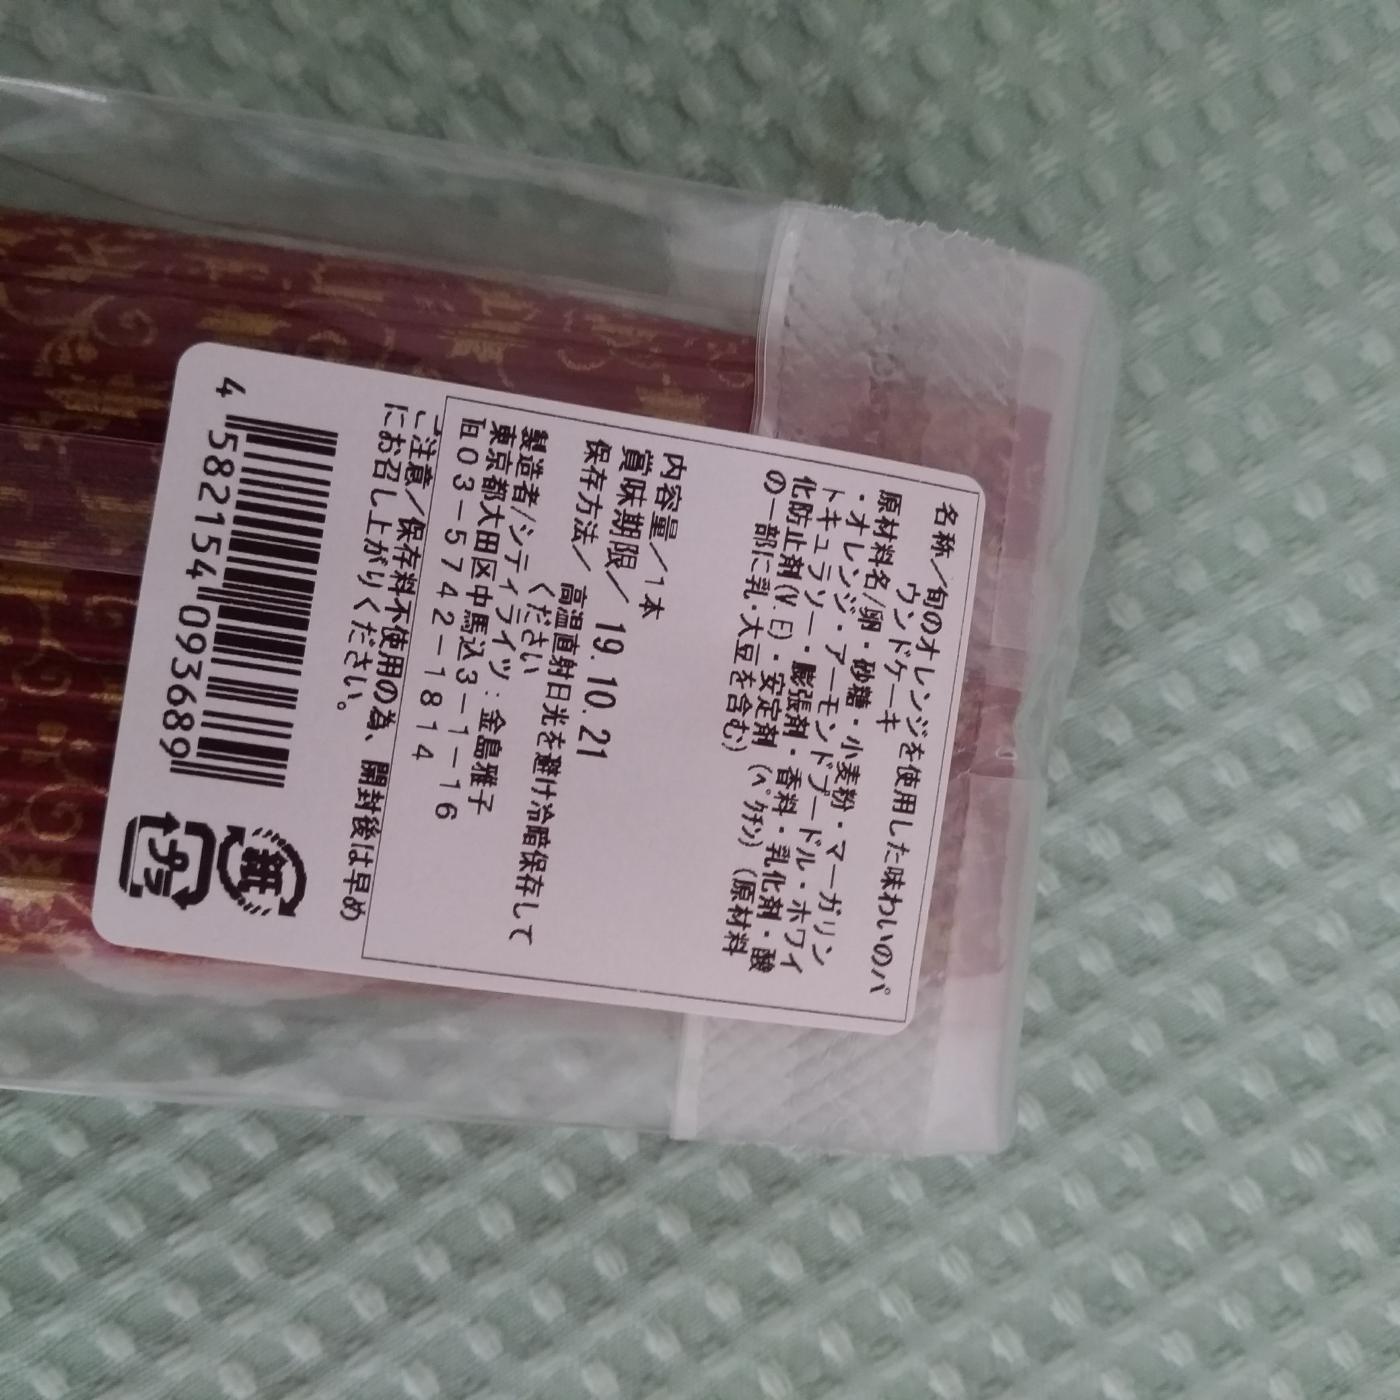 名称／旬のオレンジを使用した味わいのパ
ウンドケーキ
原材料名/卵・砂糖・小麦粉・マーガリン
・オレンジ・アーモンドプードル・ホワイ
トキュラソー・膨張剤・香料・乳化剤・酸
化防止剤(V.E)・安定剤（ペクチン）（原材料
の一部に乳・大豆を含む）
内容量／1本
賞味期限／ 19.10.21
保存方法／ 高温直射日光を避け冷暗保存して
ください
製造者/シティライツ：金島雅子
東京都大田区中馬込3－1－16
℡03－5742－1814
ご注意／保存料不使用の為、開封後は早め
にお召し上がりください。
4 582154 093689
紙
プラ